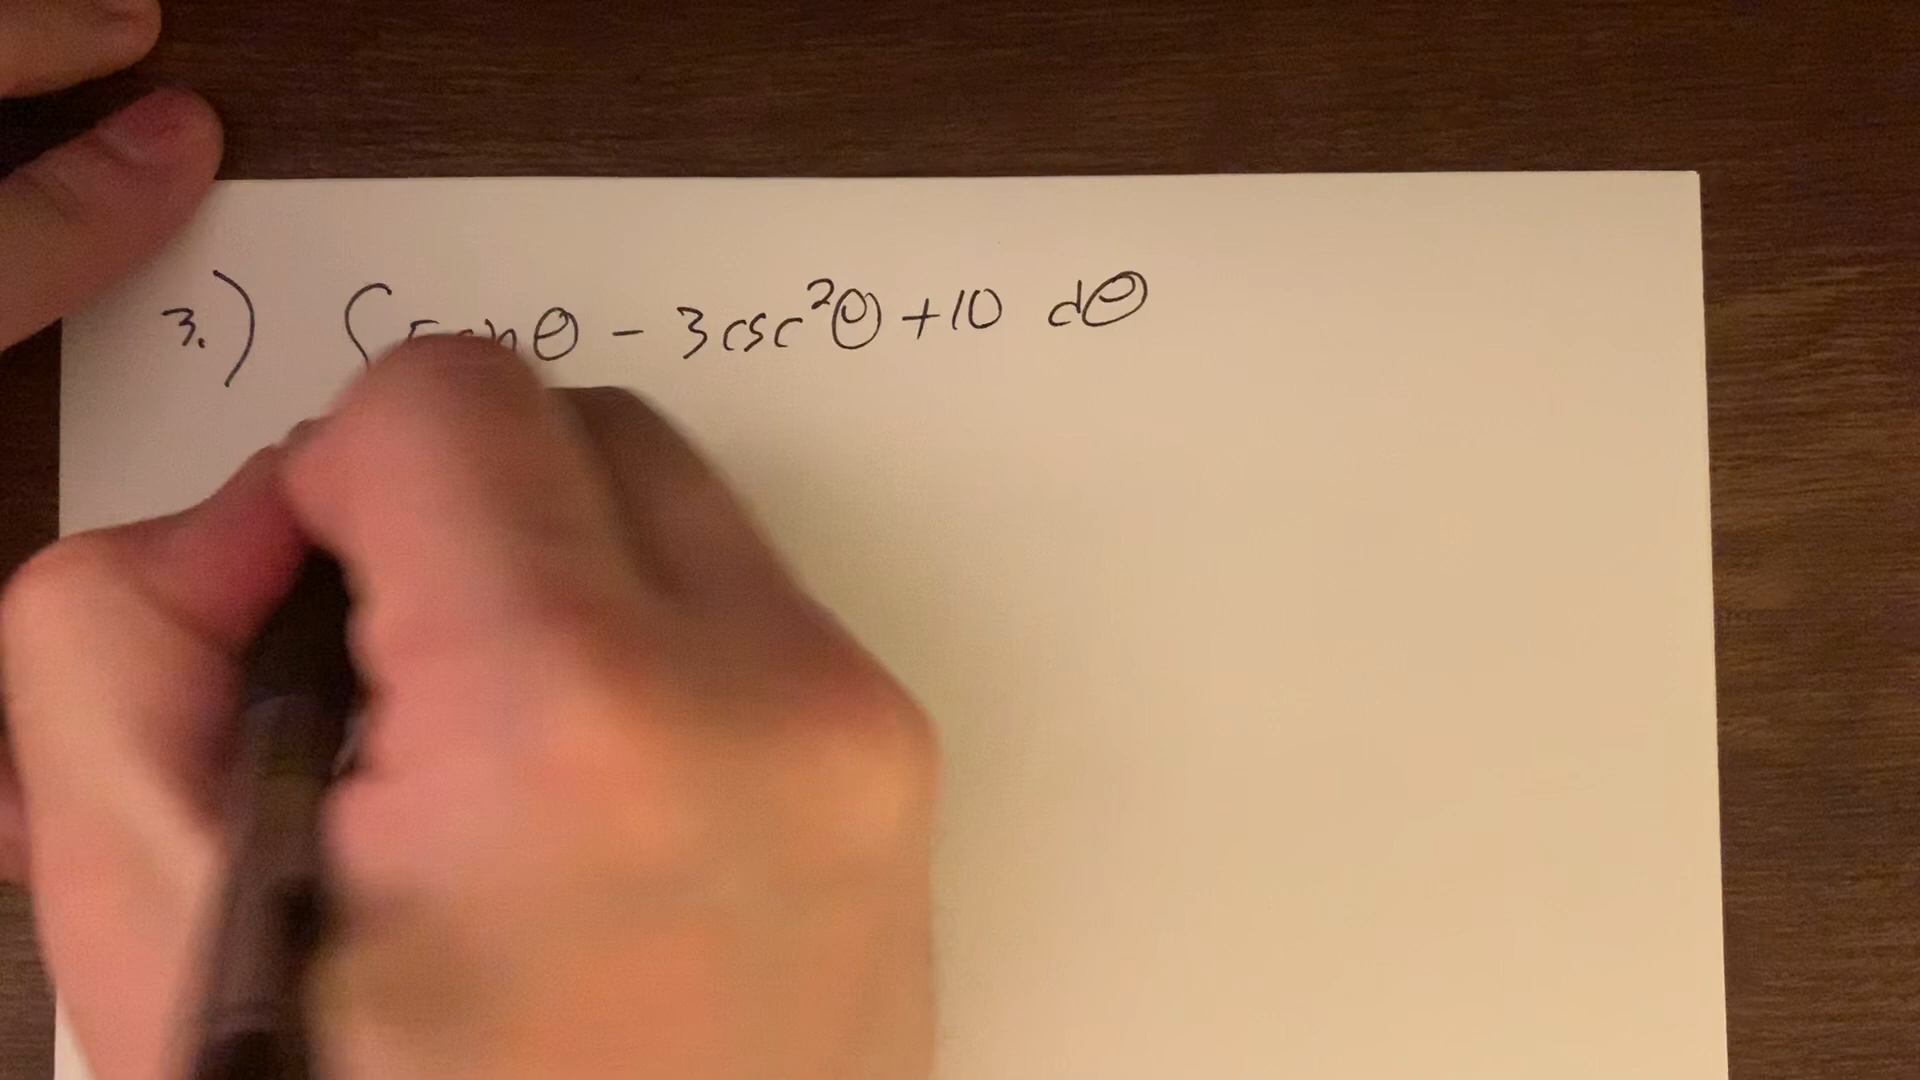 3.) ∫ θ - 3csc²θ +10 dθ